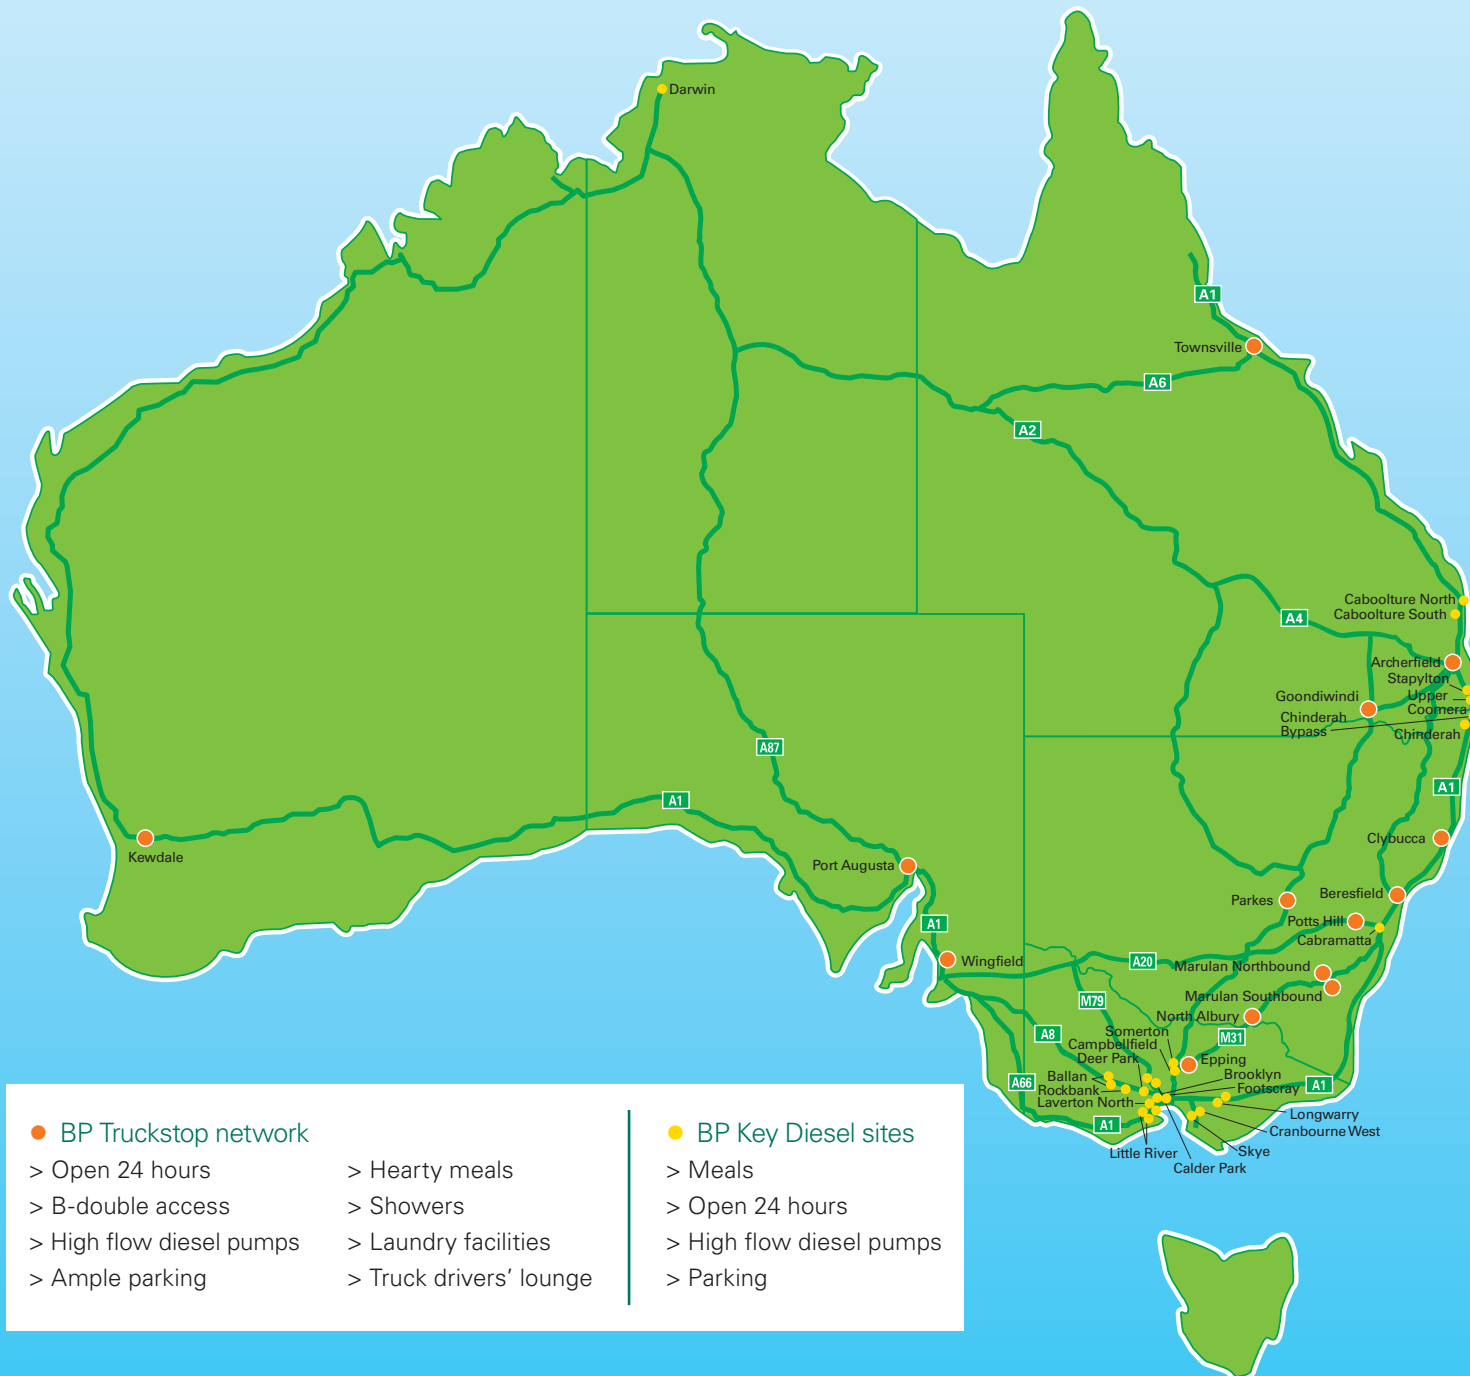 Darwin
A1
Townsville
A6
A2
Caboolture North
Caboolture South
A4
Archerfield
Stapylton
Goondiwindi
Upper
Coomera
Chinderah
Bypass
Chinderah
A87
A1
A1
Kewdale
Clybucca
Port Augusta
Parkes
Beresfield
A1
Potts Hill
Cabramatta
Wingfield
A20
Marulan Northbound
M79
Marulan Southbound
North Albury
A8
Somerton
M31
Campbellfield
Deer Park
Epping
Ballan
Brooklyn
A66
Rockbank
Footscray
A1
Laverton North
Longwarry
A1
Cranbourne West
Little River
Skye
Calder Park
BP Truckstop network
> Open 24 hours
> B-double access
> High flow diesel pumps
> Ample parking
> Hearty meals
> Showers
> Laundry facilities
> Truck drivers' lounge
BP Key Diesel sites
> Meals
> Open 24 hours
> High flow diesel pumps
> Parking